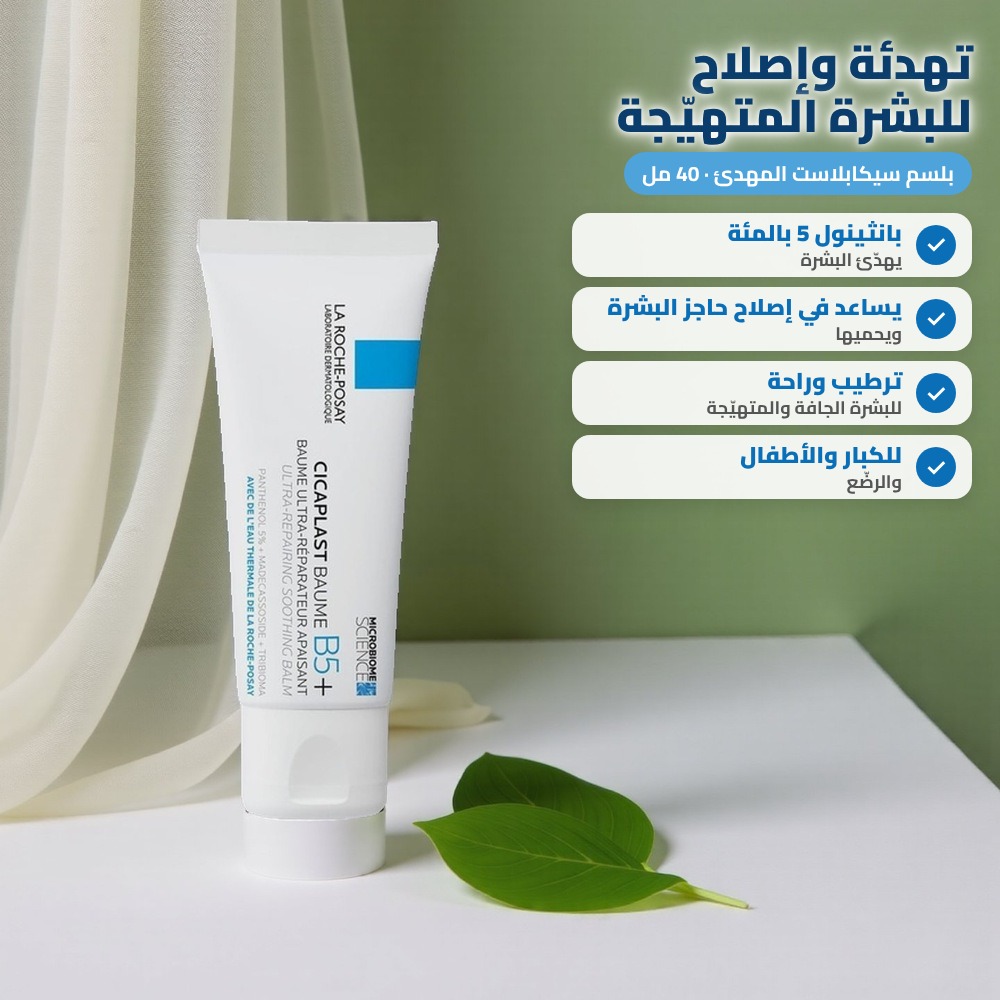 تهدئة وإصلاح
للبشرة المتهيّجة
بلسم سيكابلاست المهدئ · 40 مل
بانثينول 5 بالمئة
يهدّئ البشرة
يساعد في إصلاح حاجز البشرة
ويحميها
ترطيب وراحة
للبشرة الجافة والمتهيّجة
للكبار والأطفال
والرضّع
LA ROCHE-POSAY
LABORATOIRE DERMATOLOGIQUE
CICAPLAST BAUME B5+
BAUME ULTRA-RÉPARATEUR APAISANT
ULTRA-REPAIRING SOOTHING BALM
PANTHENOL 5% + MADECASSOSIDE + TRIBIOMA
AVEC DE L'EAU THERMALE DE LA ROCHE-POSAY
MICROBIOME
SCIENCE